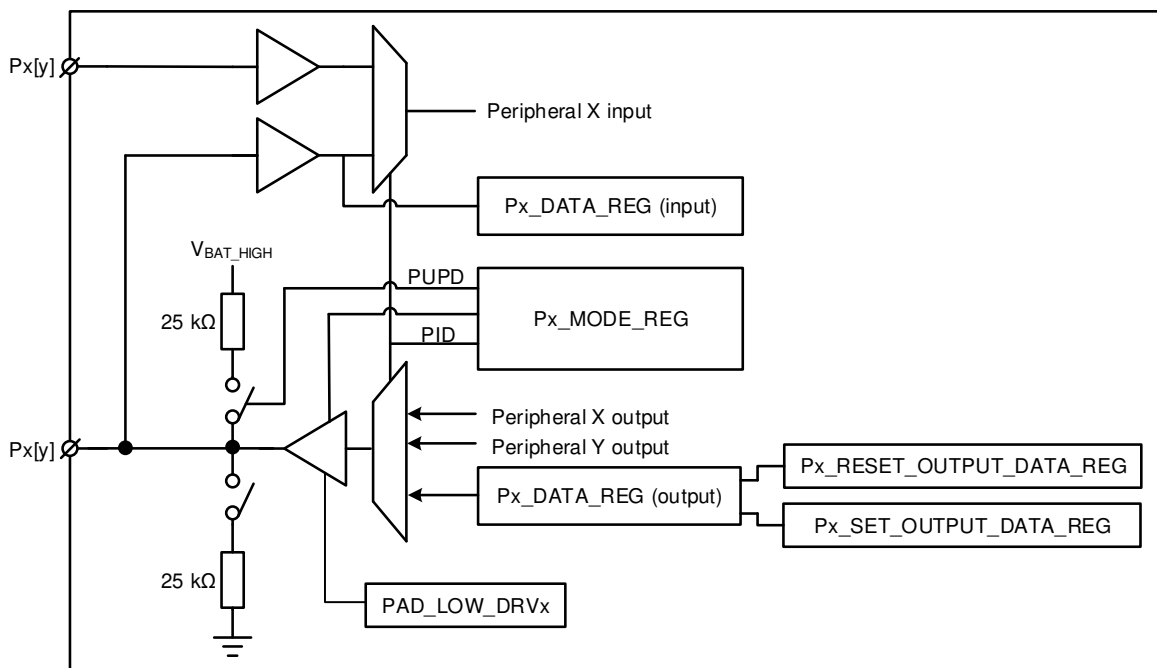 Px[y]
Peripheral X input
Px_DATA_REG (input)
VBAT_HIGH
PUPD
25 kΩ
Px_MODE_REG
PID
Peripheral X output
Px[y]
Peripheral Y output
Px_RESET_OUTPUT_DATA_REG
Px_DATA_REG (output)
Px_SET_OUTPUT_DATA_REG
25 kΩ
PAD_LOW_DRVx